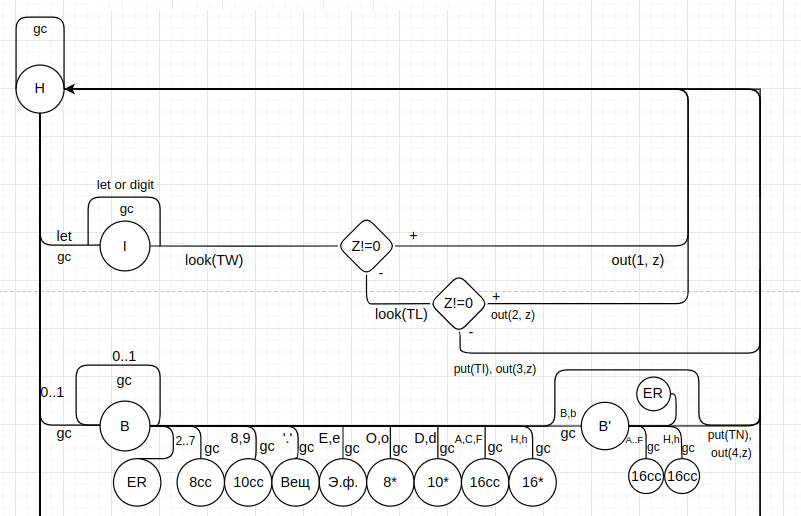 gc
H
let or digit
gc
let
gc
I
look(TW)
Z!=0
+
-
out(1, z)
look(TL)
Z!=0
+
out(2, z)
-
put(TI), out(3,z)
0..1
gc
0..1
gc
B
2..7
gc
8,9
gc
'.'
gc
E,e
gc
O,o
gc
D,d
gc
A,C,F
gc
H,h
gc
B,b
gc
B'
ER
A..F
gc
H,h
gc
put(TN),
out(4,z)
ER
8cc
10cc
Вещ
Э.ф.
8*
10*
16cc
16*
16cc
16cc